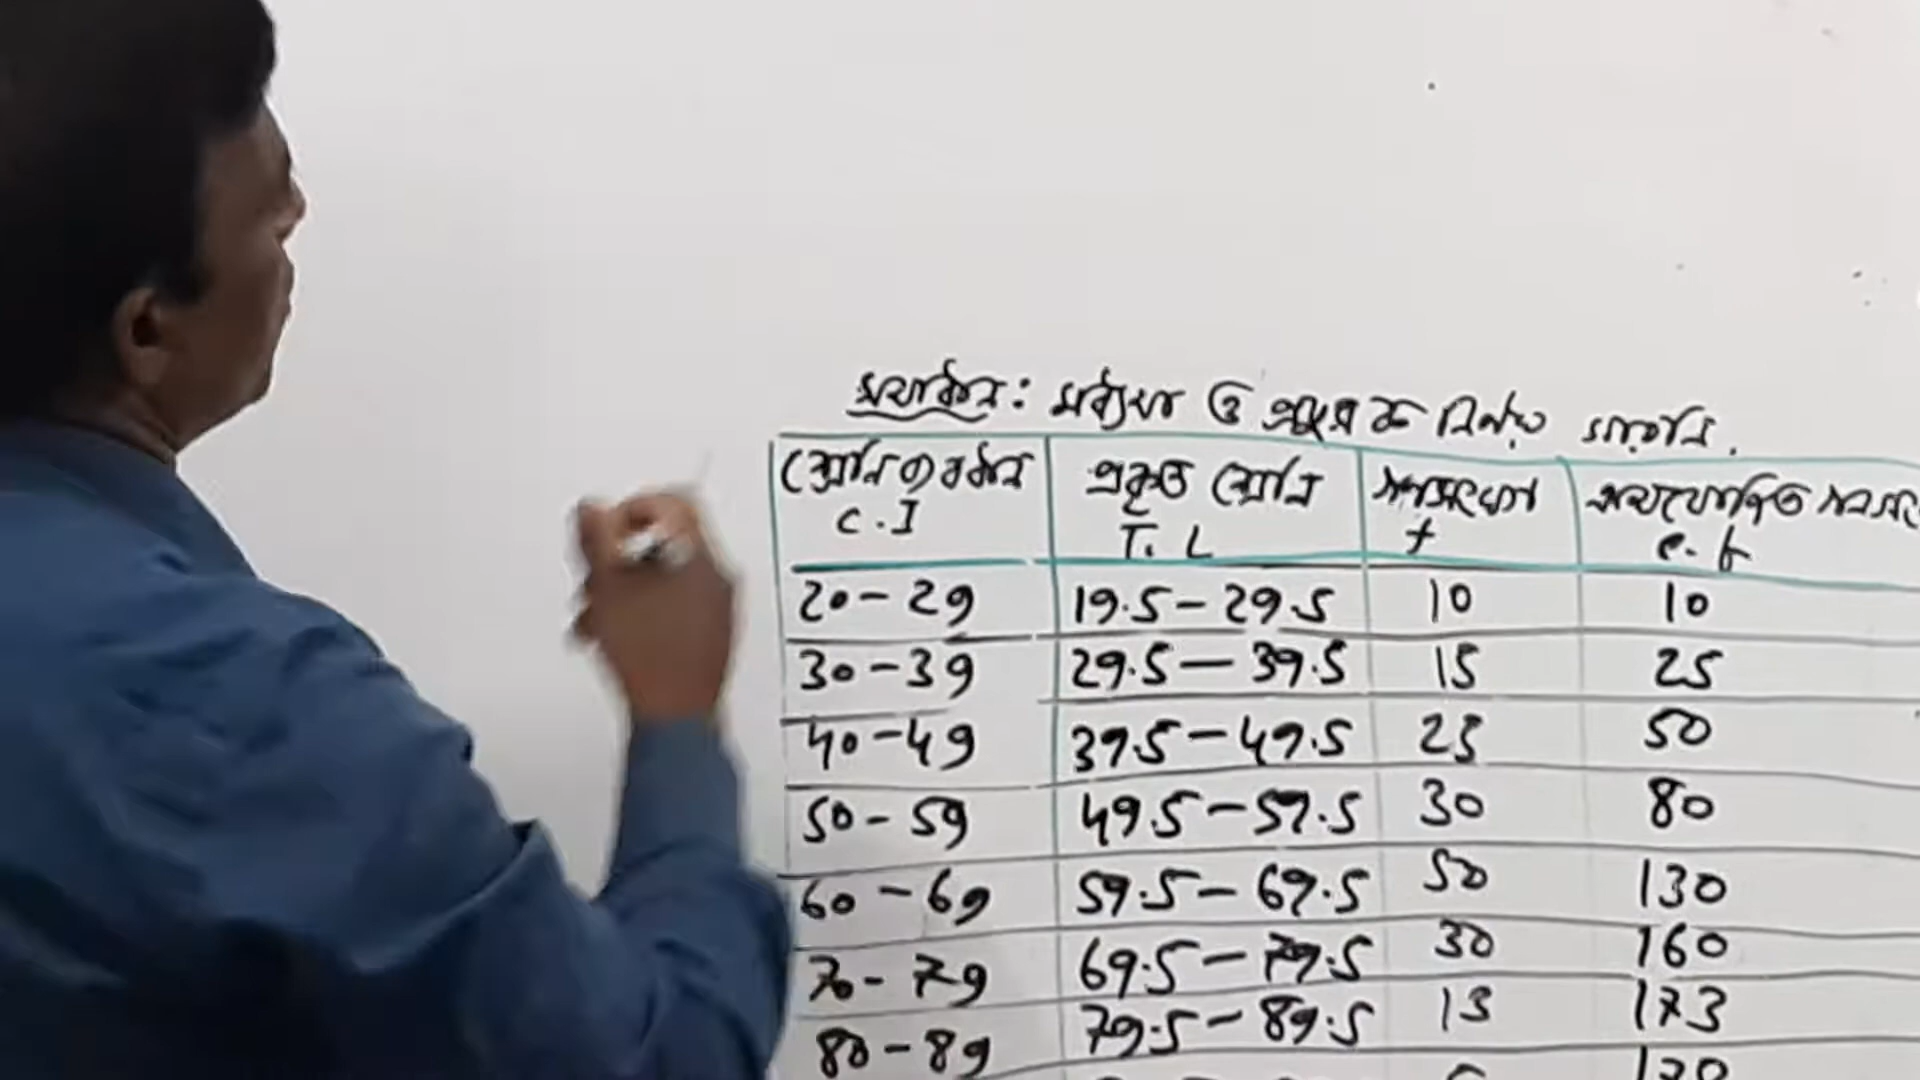 সমাধান: মধ্যমা ও প্রচুরক নির্ণয় সারণি.
শ্রেণি ব্যবধান প্রকৃত শ্রেণি গণসংখ্যা ক্রমযোজিত
C.I T.L f c.f
20-29 19.5-29.5 10 10
30-39 29.5-39.5 15 25
40-49 39.5-49.5 25 50
50-59 49.5-59.5 30 80
60-69 59.5-69.5 50 130
70-79 69.5-79.5 30 160
80-89 79.5-89.5 13 173